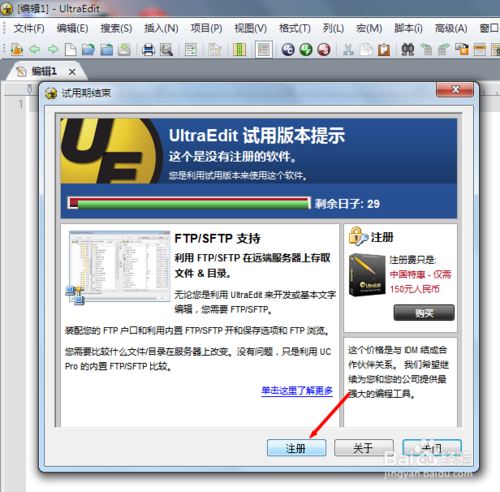 [编辑1] - UltraEdit
文件(F) 编辑(E) 搜索(S) 插入(N) 项目(P) 视图(V) 格式(T) 列(L) 宏(M) 脚本(i) 高级(A) 窗口
编辑1
1
试用期结束
UE
UltraEdit 试用版本提示
这个是没有注册的软件。
您是利用试用版本来使用这个软件。
剩余日子: 29
FTP/SFTP 支持
利用 FTP/SFTP 在远端服务器上存取
文件 & 目录。
无论您是利用 UltraEdit 来开发或基本文字
编辑，您需要 FTP/SFTP。
装配您的 FTP 户口和利用内置 FTP/SFTP 开和保存选项和 FTP 浏览。
您需要比较什么文件/目录在服务器上改变。没有问题，只是利用 UC
Pro 的内置 FTP/SFTP 比较。
单击这里了解更多
注册
注册费只是:
中国特惠 - 仅需
150元人民币
UltraEdit
购买
这个价格是与 IDM 结成合
作伙伴关系。 我们希望继
续为您和您的公司提供最
强大的编程工具。
注册 关于 关闭
Baidu 经验
jingyan.baidu.com